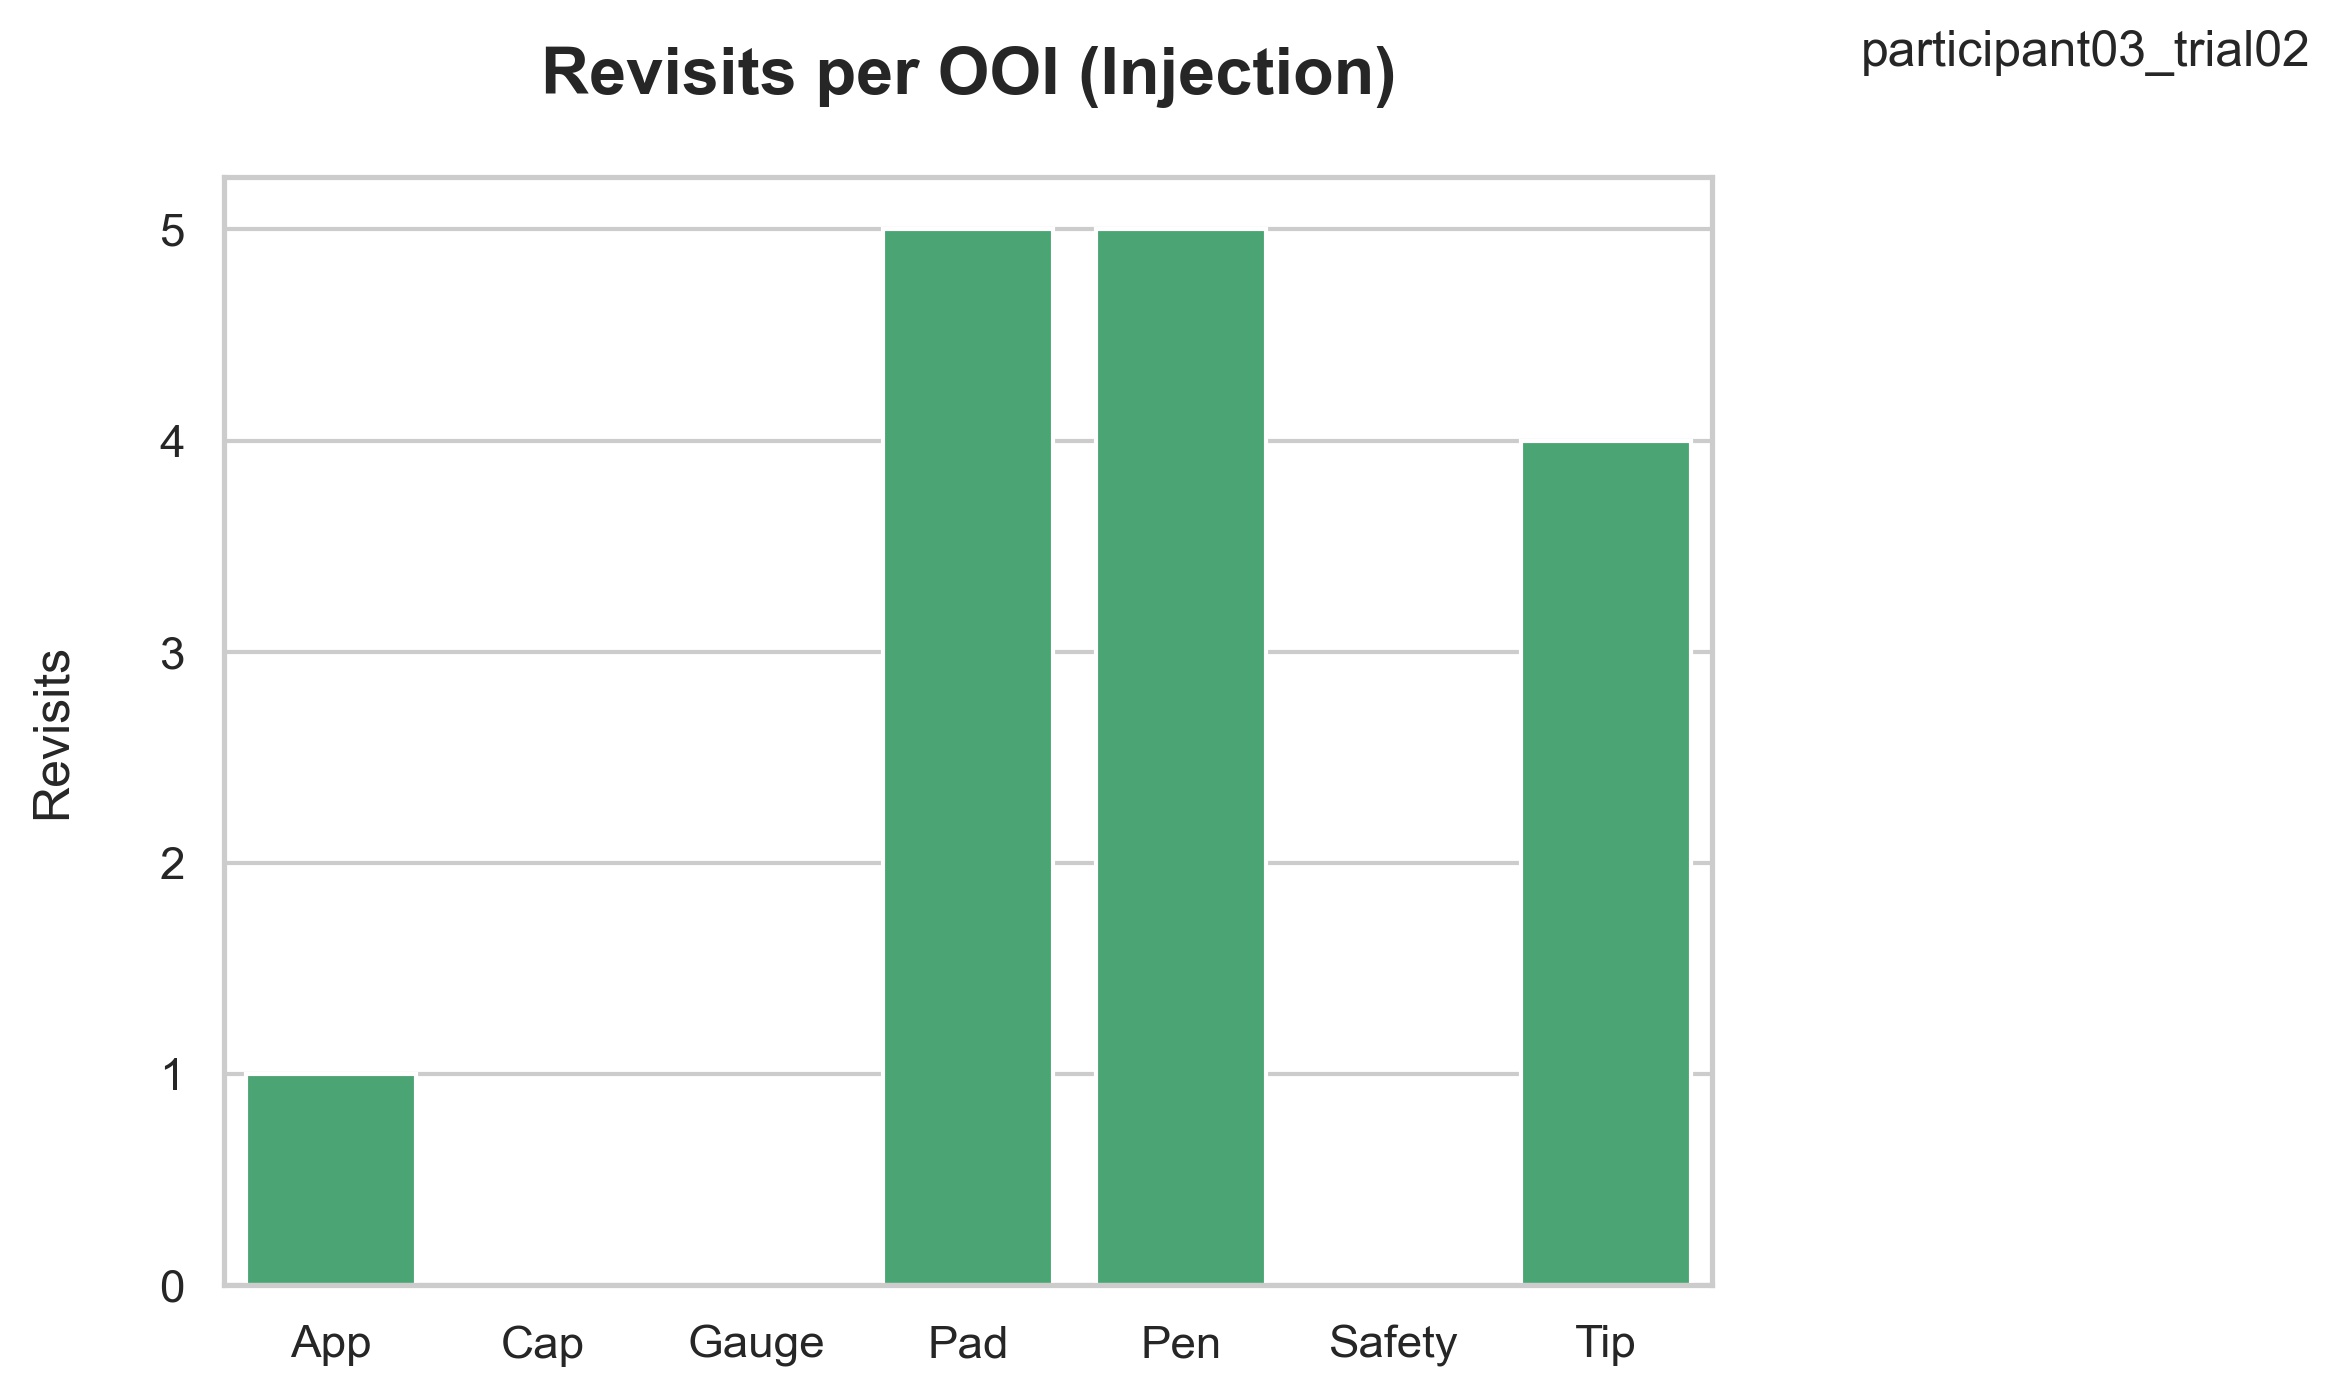 participant03_trial02
Revisits per OOI (Injection)
Revisits
5
4
3
2
1
0
App Cap Gauge Pad Pen Safety Tip